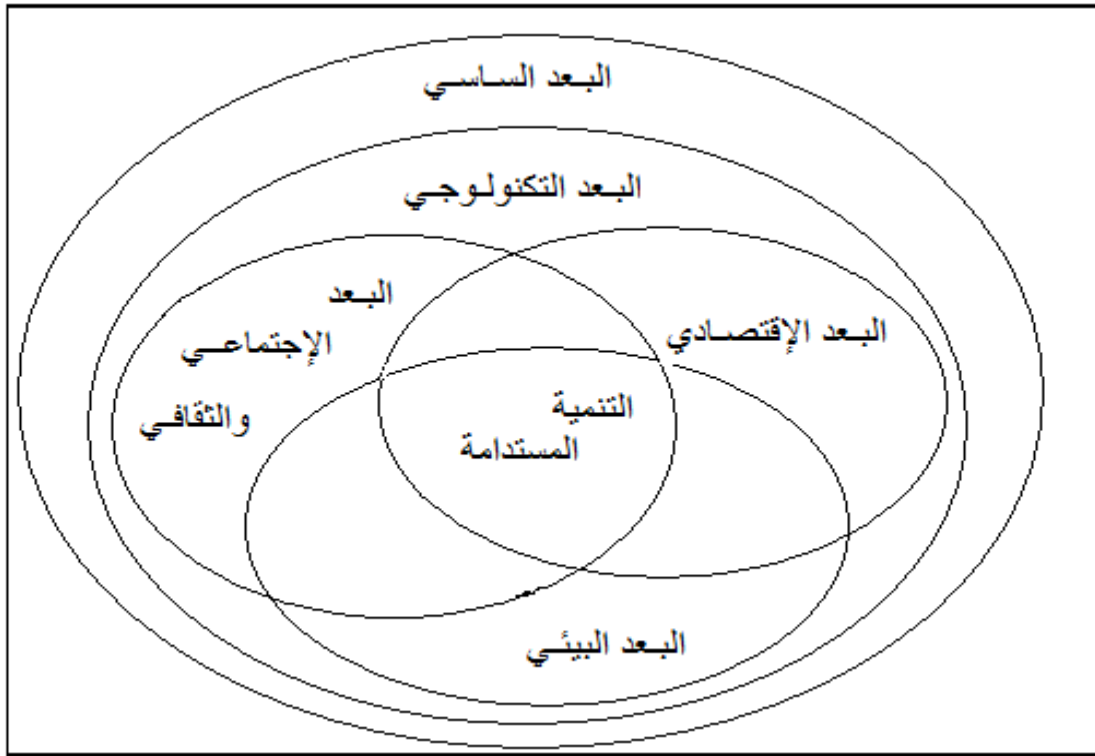 البعد الساسي
البعد التكنولوجي
البعد
الإجتماعي
والثقافي
البعد الإقتصادي
التنمية
المستدامة
البعد البيئي